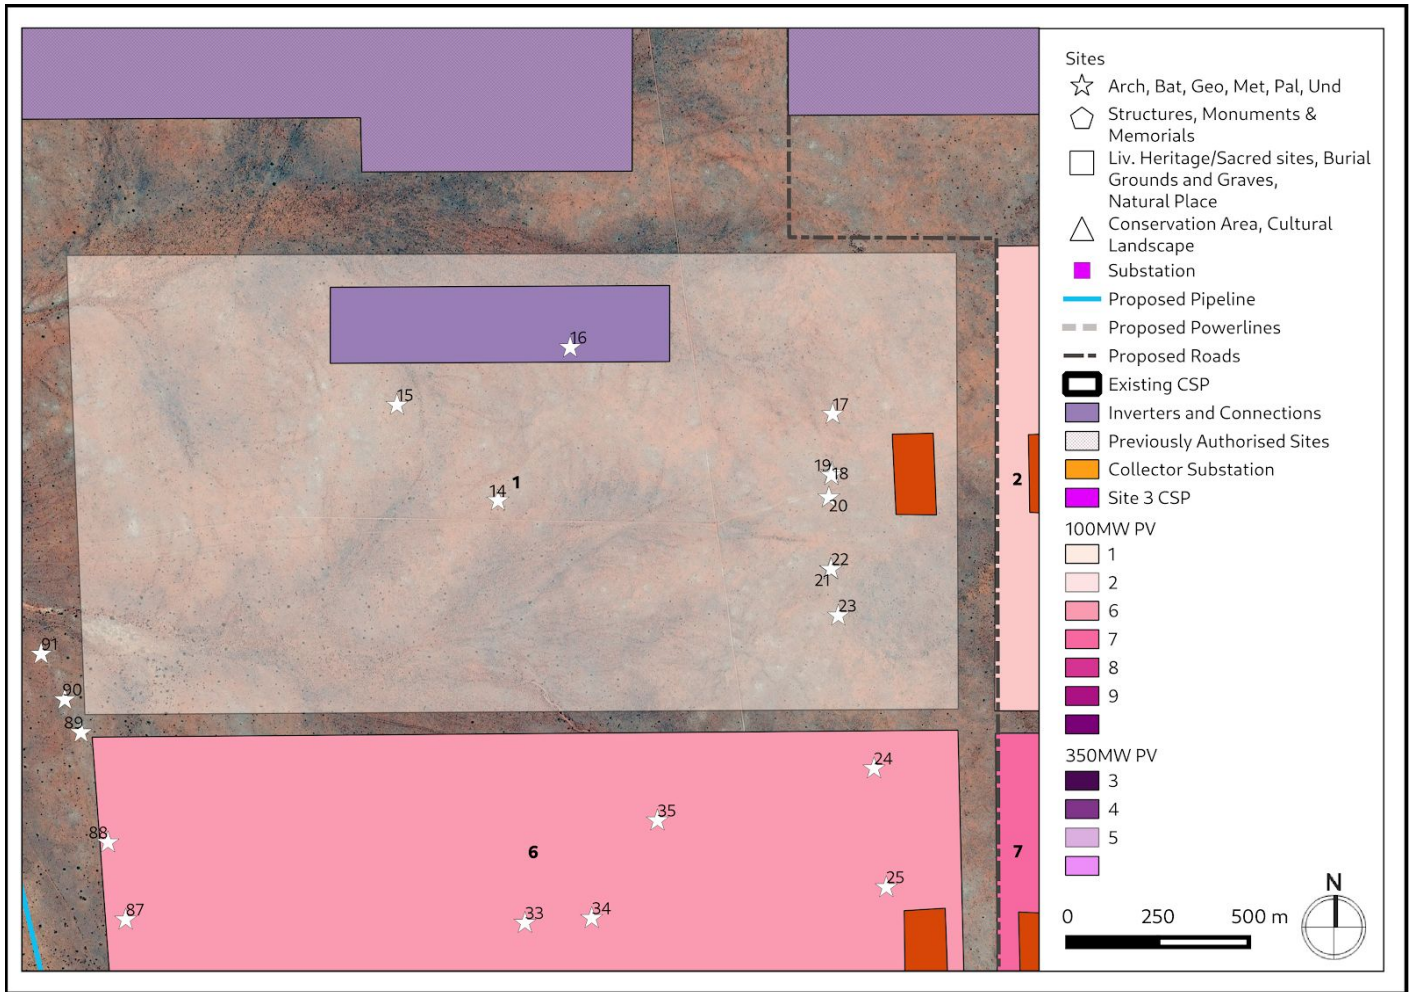 16
15
17
19
18
14
1
20
2
22
21
23
91
90
89
24
35
88
6
7
25
87
33
34
Sites
Arch, Bat, Geo, Met, Pal, Und
Structures, Monuments &
Memorials
Liv. Heritage/Sacred sites, Burial
Grounds and Graves,
Natural Place
Conservation Area, Cultural
Landscape
Substation
Proposed Pipeline
Proposed Powerlines
Proposed Roads
Existing CSP
Inverters and Connections
Previously Authorised Sites
Collector Substation
Site 3 CSP
100MW PV
1
2
6
7
8
9
350MW PV
3
4
5
N
0 250 500 m